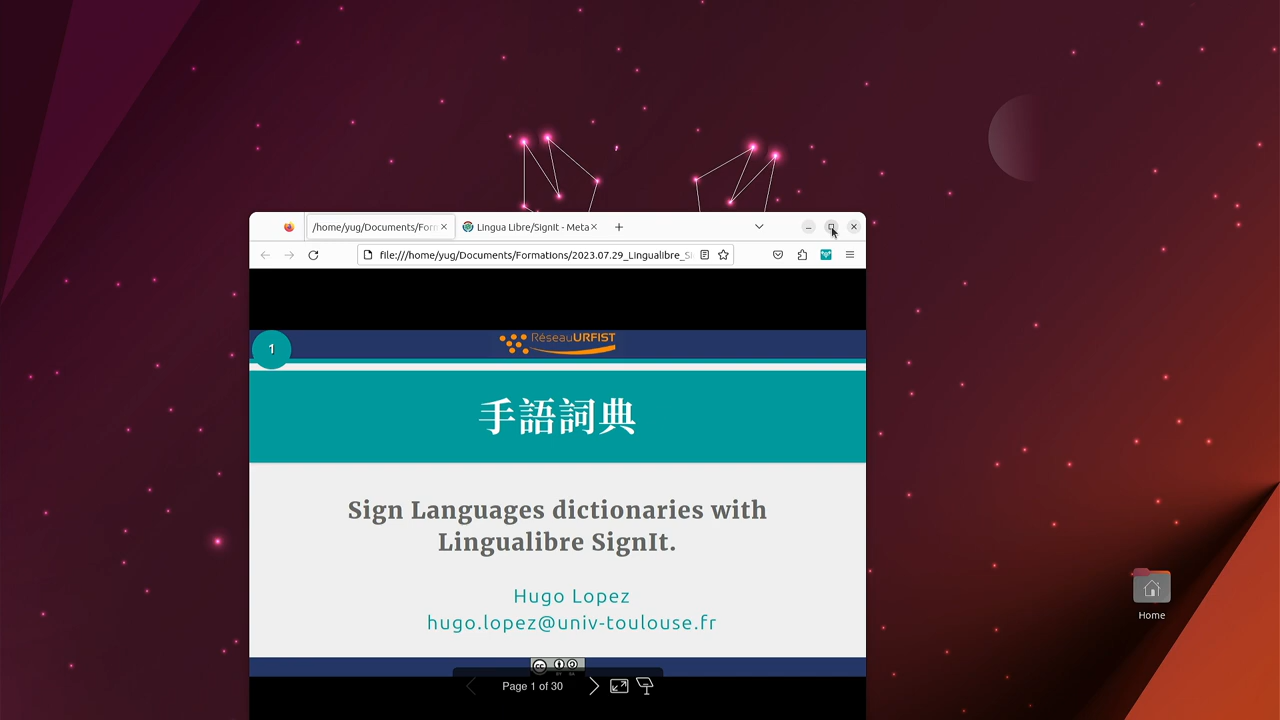 /home/yug/Documents/Form
Lingua Libre/SignIt - Meta
file:///home/yug/Documents/Formations/2023.07.29_Lingualibre_S
1
RéseauURFIST
手語詞典
Sign Languages dictionaries with
Lingualibre SignIt.
Hugo Lopez
hugo.lopez@univ-toulouse.fr
Page 1 of 30
Home